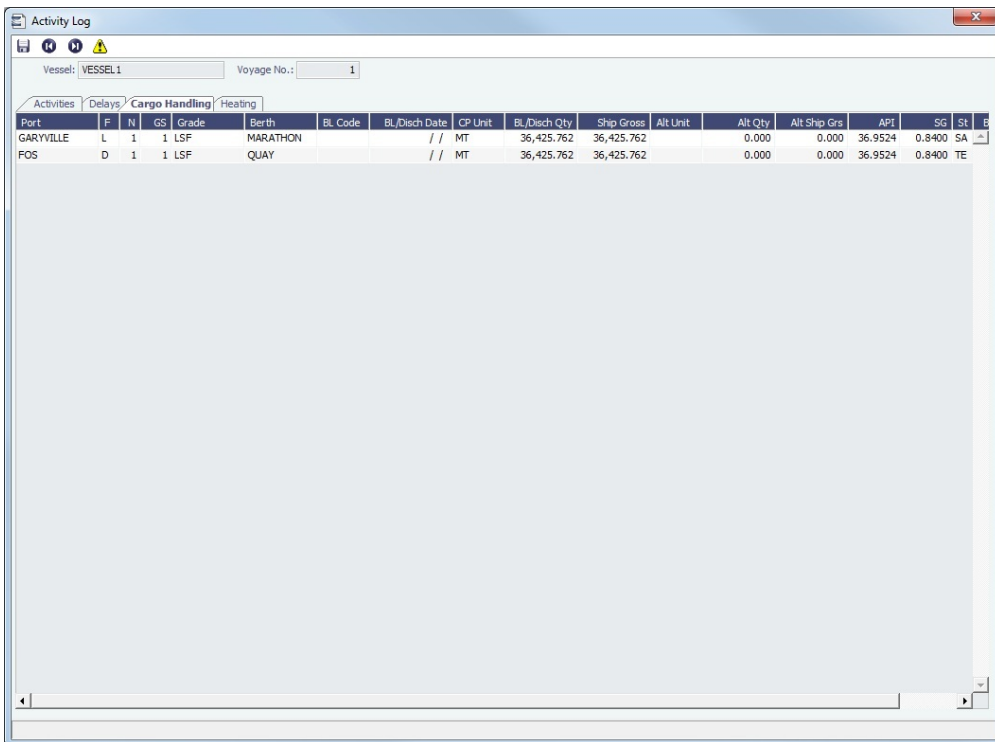 Activity Log
Vessel: VESSEL1 Voyage No.: 1
Activities Delays Cargo Handling Heating
Port F N GS Grade Berth BL Code BL/Disch Date CP Unit BL/Disch Qty Ship Gross Alt Unit Alt Qty Alt Ship Grs API SG St B
GARYVILLE L 1 1 LSF MARATHON / / MT 36,425.762 36,425.762 0.000 0.000 36.9524 0.8400 SA
FOS D 1 1 LSF QUAY / / MT 36,425.762 36,425.762 0.000 0.000 36.9524 0.8400 TE